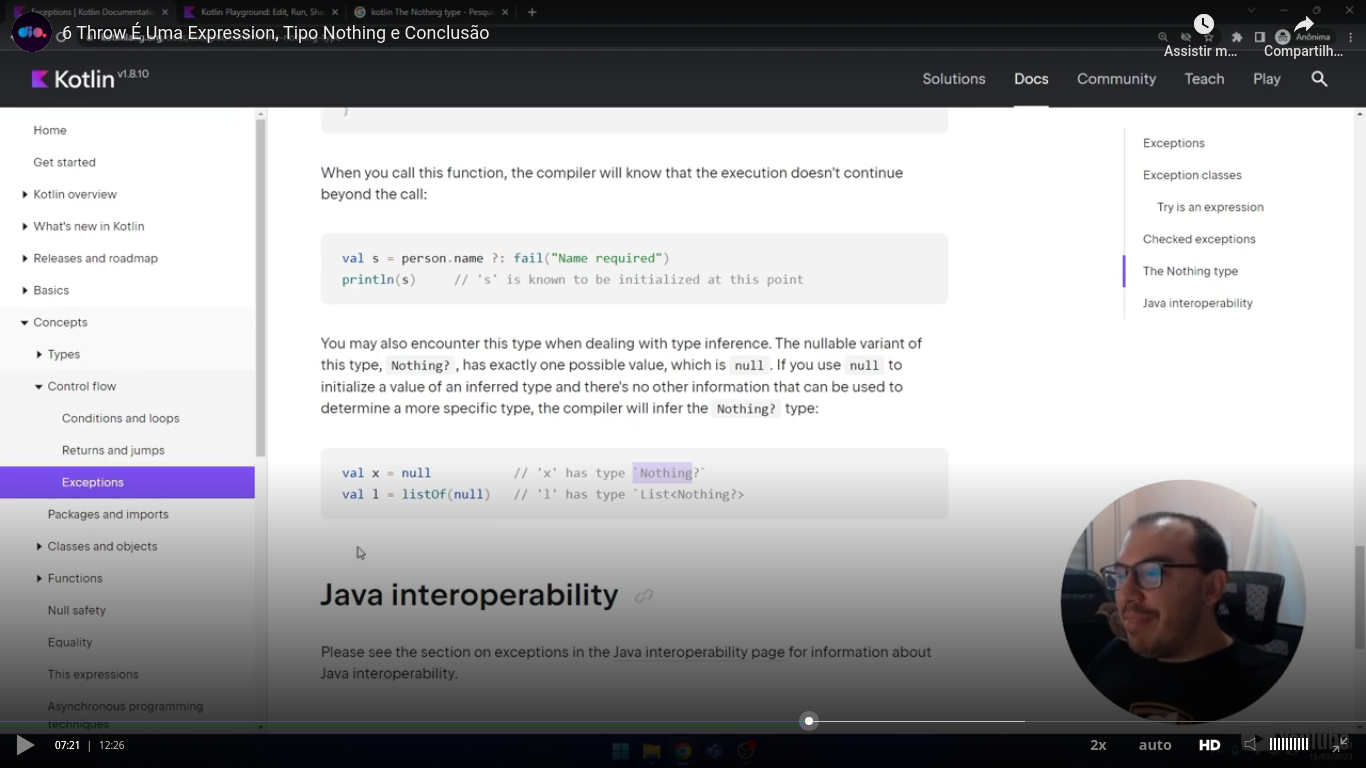 Exceptions | Kotlin Documentatio
Kotlin Playground: Edit, Run, Sha
kotlin The Nothing type - Pesqui
dio.
6 Throw É Uma Expression, Tipo Nothing e Conclusão
Assistir m...
Compartilh...
Anônima
Kotlin v1.8.10
Solutions
Docs
Community
Teach
Play
Home
Get started
Kotlin overview
What's new in Kotlin
Releases and roadmap
Basics
Concepts
Types
Control flow
Conditions and loops
Returns and jumps
Exceptions
Packages and imports
Classes and objects
Functions
Null safety
Equality
This expressions
Asynchronous programming
techniques
}
When you call this function, the compiler will know that the execution doesn't continue
beyond the call:
val s = person.name ?: fail("Name required")
println(s)     // 's' is known to be initialized at this point
You may also encounter this type when dealing with type inference. The nullable variant of
this type, Nothing? , has exactly one possible value, which is null . If you use null to
initialize a value of an inferred type and there's no other information that can be used to
determine a more specific type, the compiler will infer the Nothing? type:
val x = null           // 'x' has type `Nothing?`
val l = listOf(null)   // 'l' has type `List<Nothing?>
Java interoperability
Please see the section on exceptions in the Java interoperability page for information about
Java interoperability.
Exceptions
Exception classes
Try is an expression
Checked exceptions
The Nothing type
Java interoperability
07:21 | 12:26
2x
auto
HD